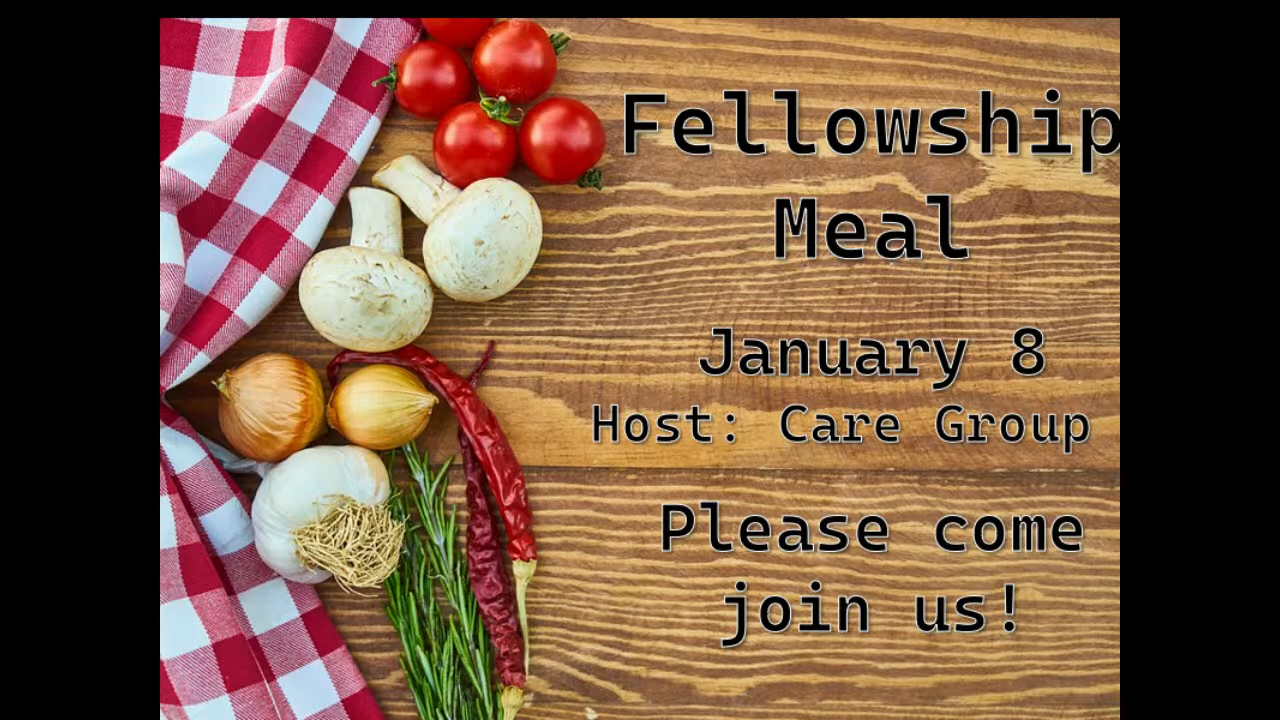 Fellowship
Meal
January 8
Host: Care Group
Please come
join us!